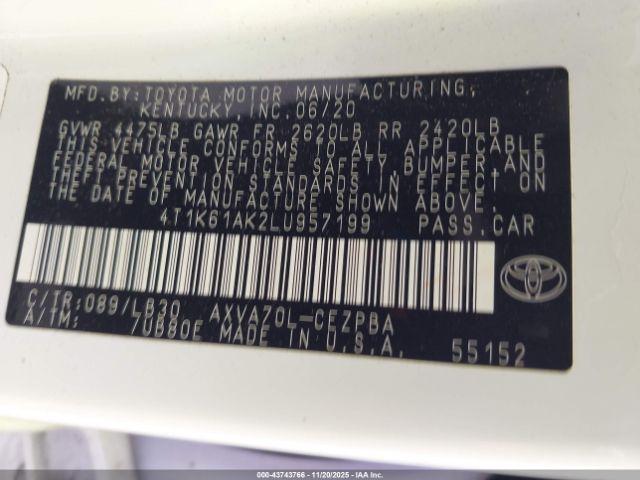 MFD. BY: TOYOTA MOTOR MANUFACTURING,
KENTUCKY, INC. 06/20
GVWR 4475LB GAWR FR 2620LB RR 2420LB
THIS VEHICLE CONFORMS TO ALL APPLICABLE
FEDERAL MOTOR VEHICLE SAFETY, BUMPER, AND
THEFT PREVENTION STANDARDS IN EFFECT ON
THE DATE OF MANUFACTURE SHOWN ABOVE.
4T1K61AK2LU957199 PASS.CAR
C/TR: 089/LB30 AXVA70L-CEZPBA
A/TM: 7UB80E MADE IN U.S.A. 55152
000-43743766 - 11/20/2025 - IAA Inc.